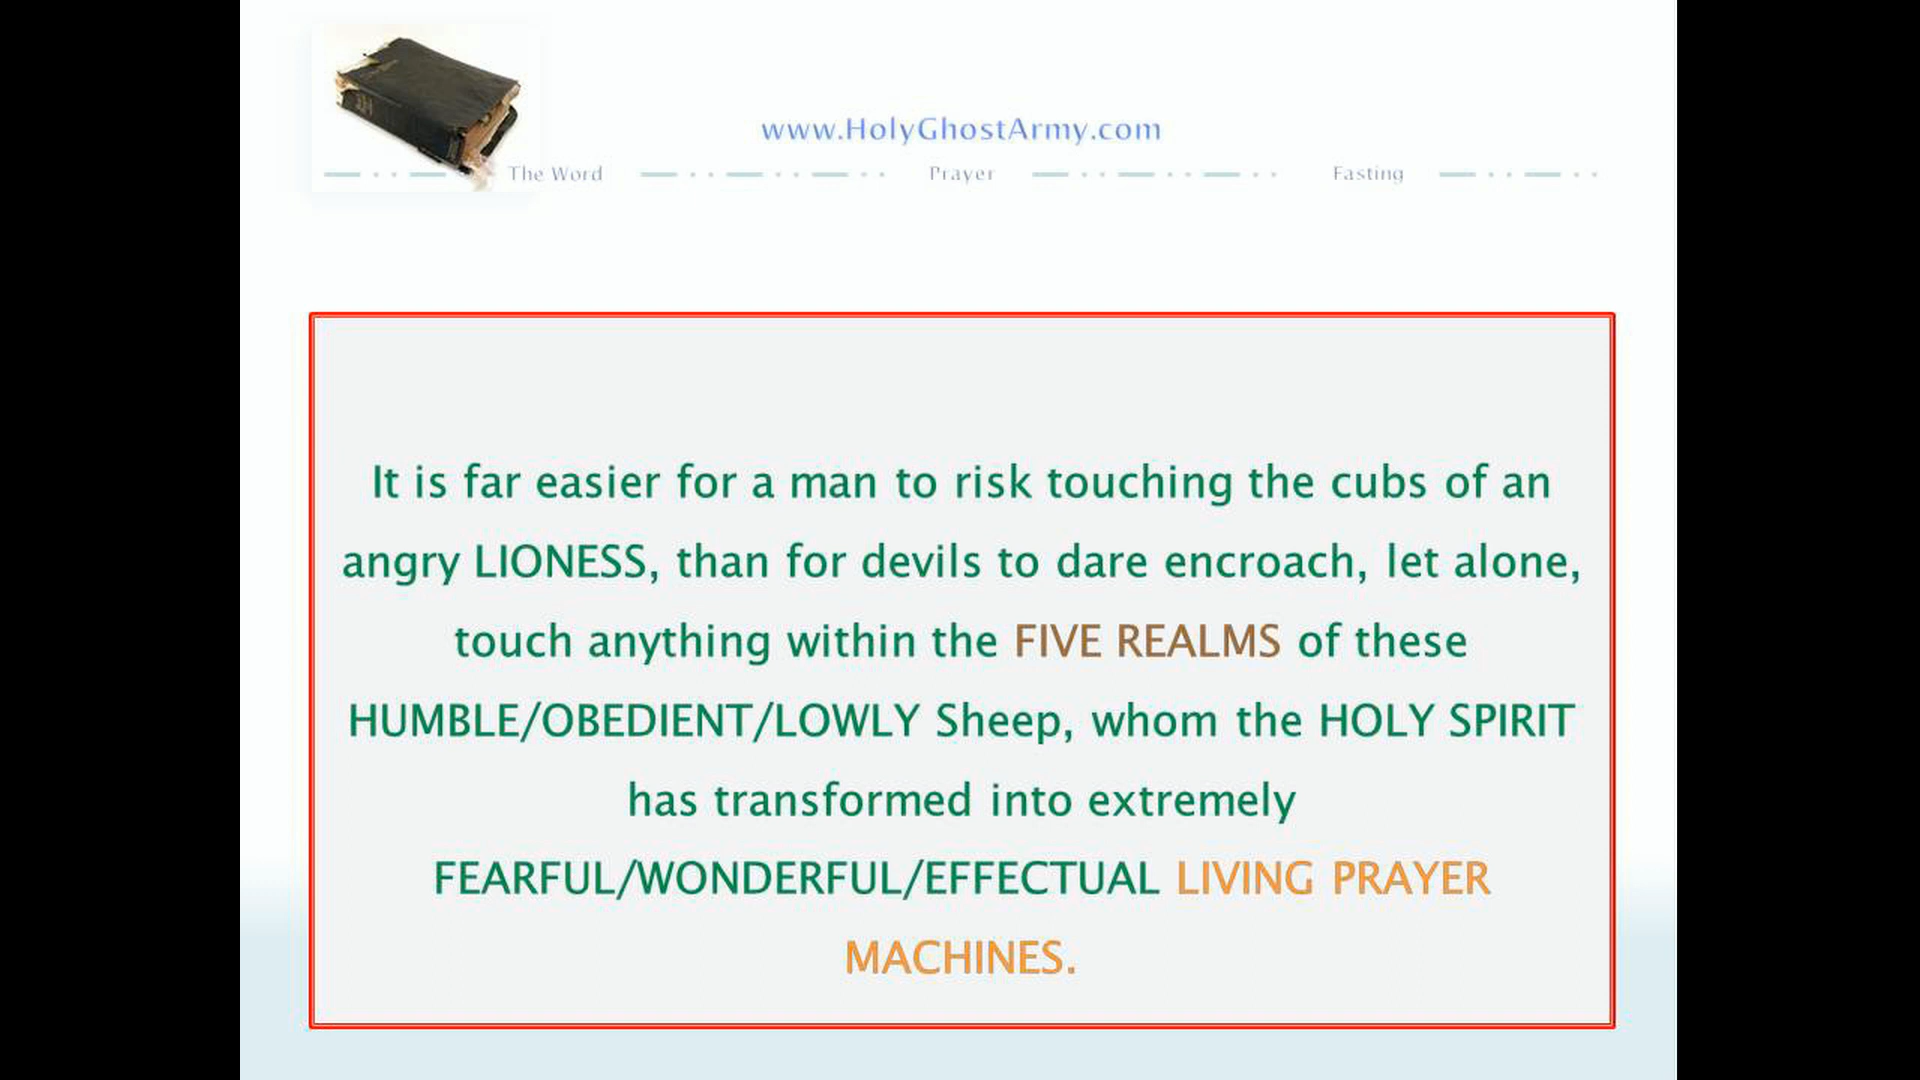 www.HolyGhostArmy.com
The Word Prayer Fasting
It is far easier for a man to risk touching the cubs of an
angry LIONESS, than for devils to dare encroach, let alone,
touch anything within the FIVE REALMS of these
HUMBLE/OBEDIENT/LOWLY Sheep, whom the HOLY SPIRIT
has transformed into extremely
FEARFUL/WONDERFUL/EFFECTUAL LIVING PRAYER
MACHINES.